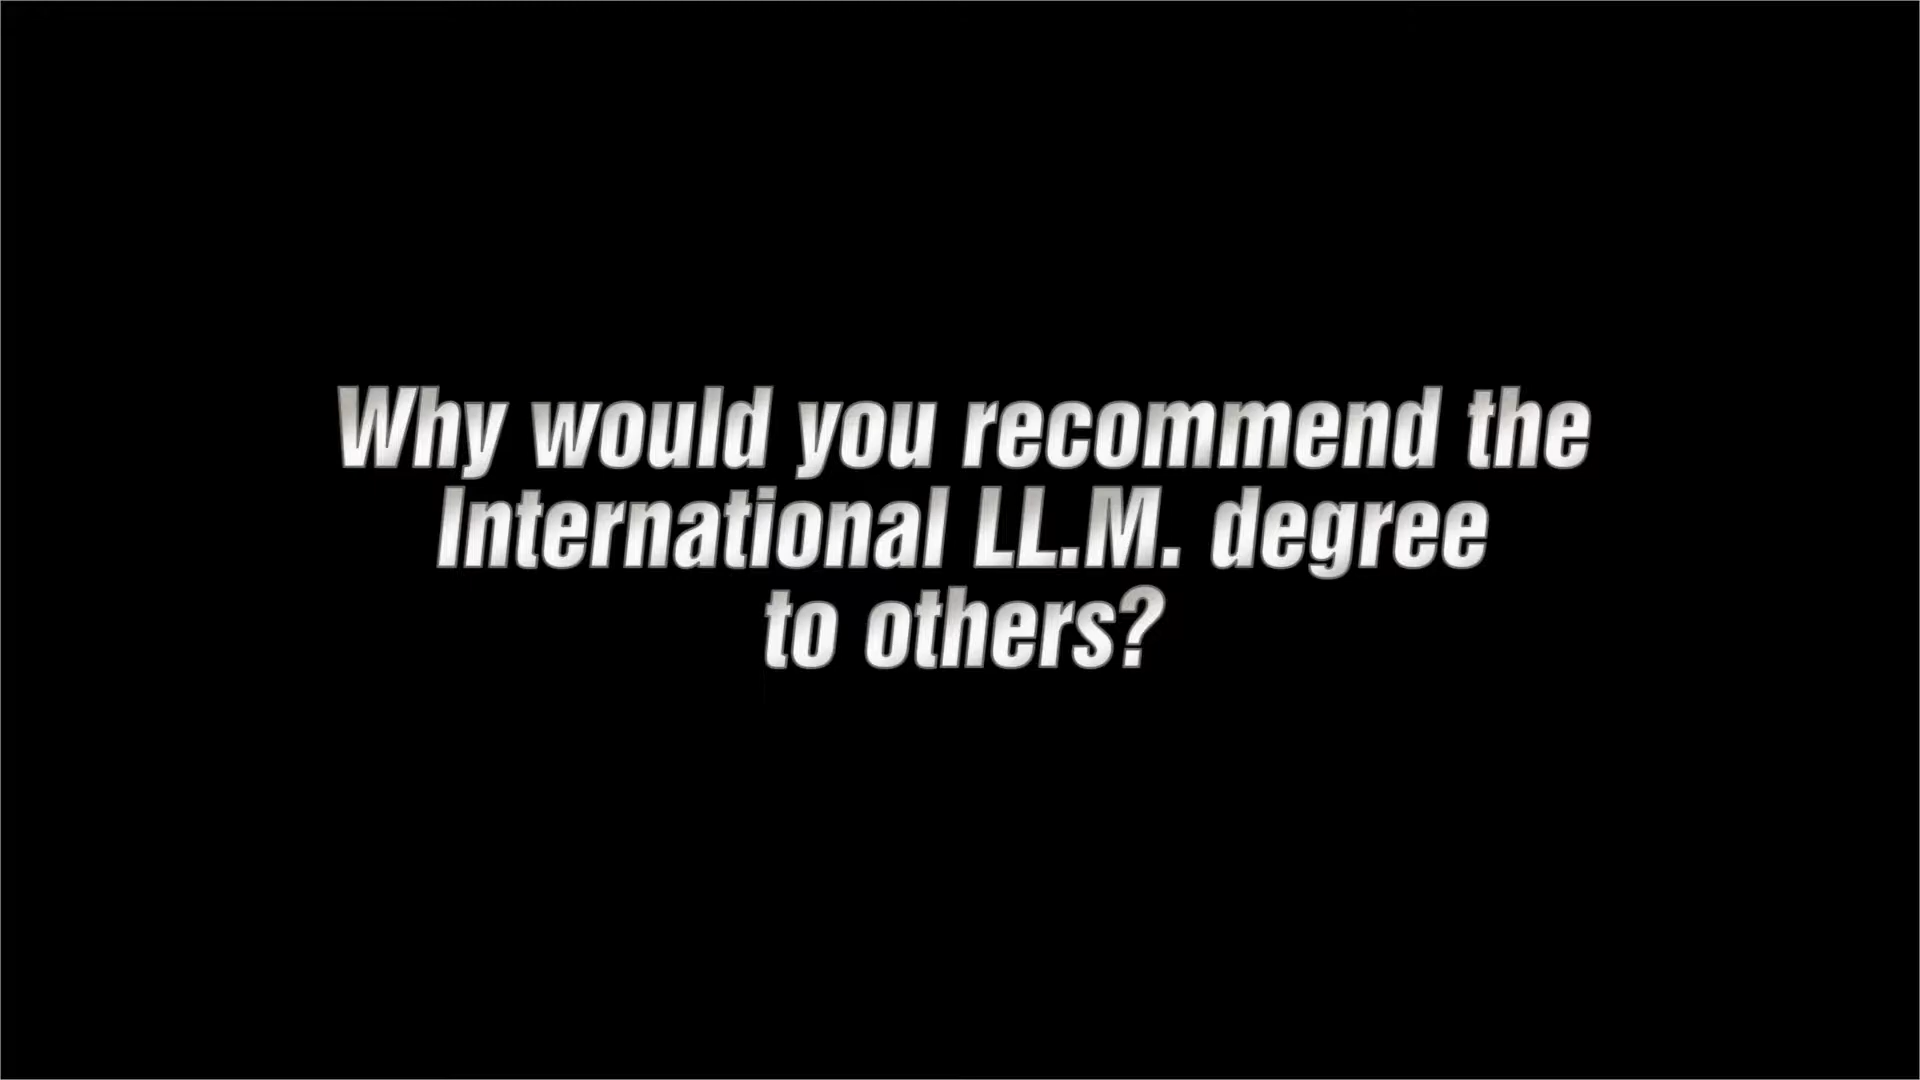 Why would you recommend the
International LL.M. degree
to others?